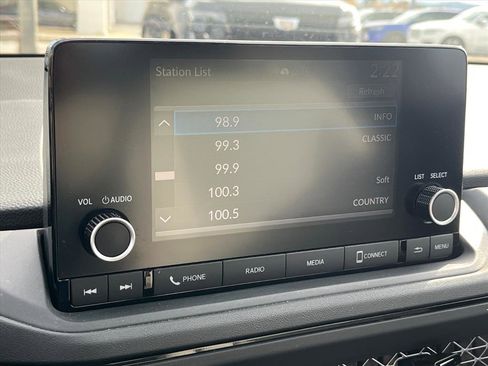 Station List 2:22
Refresh
98.9 INFO
99.3 CLASSIC
99.9
100.3 Soft
100.5 COUNTRY
VOL AUDIO
LIST SELECT
PHONE RADIO MEDIA CONNECT MENU